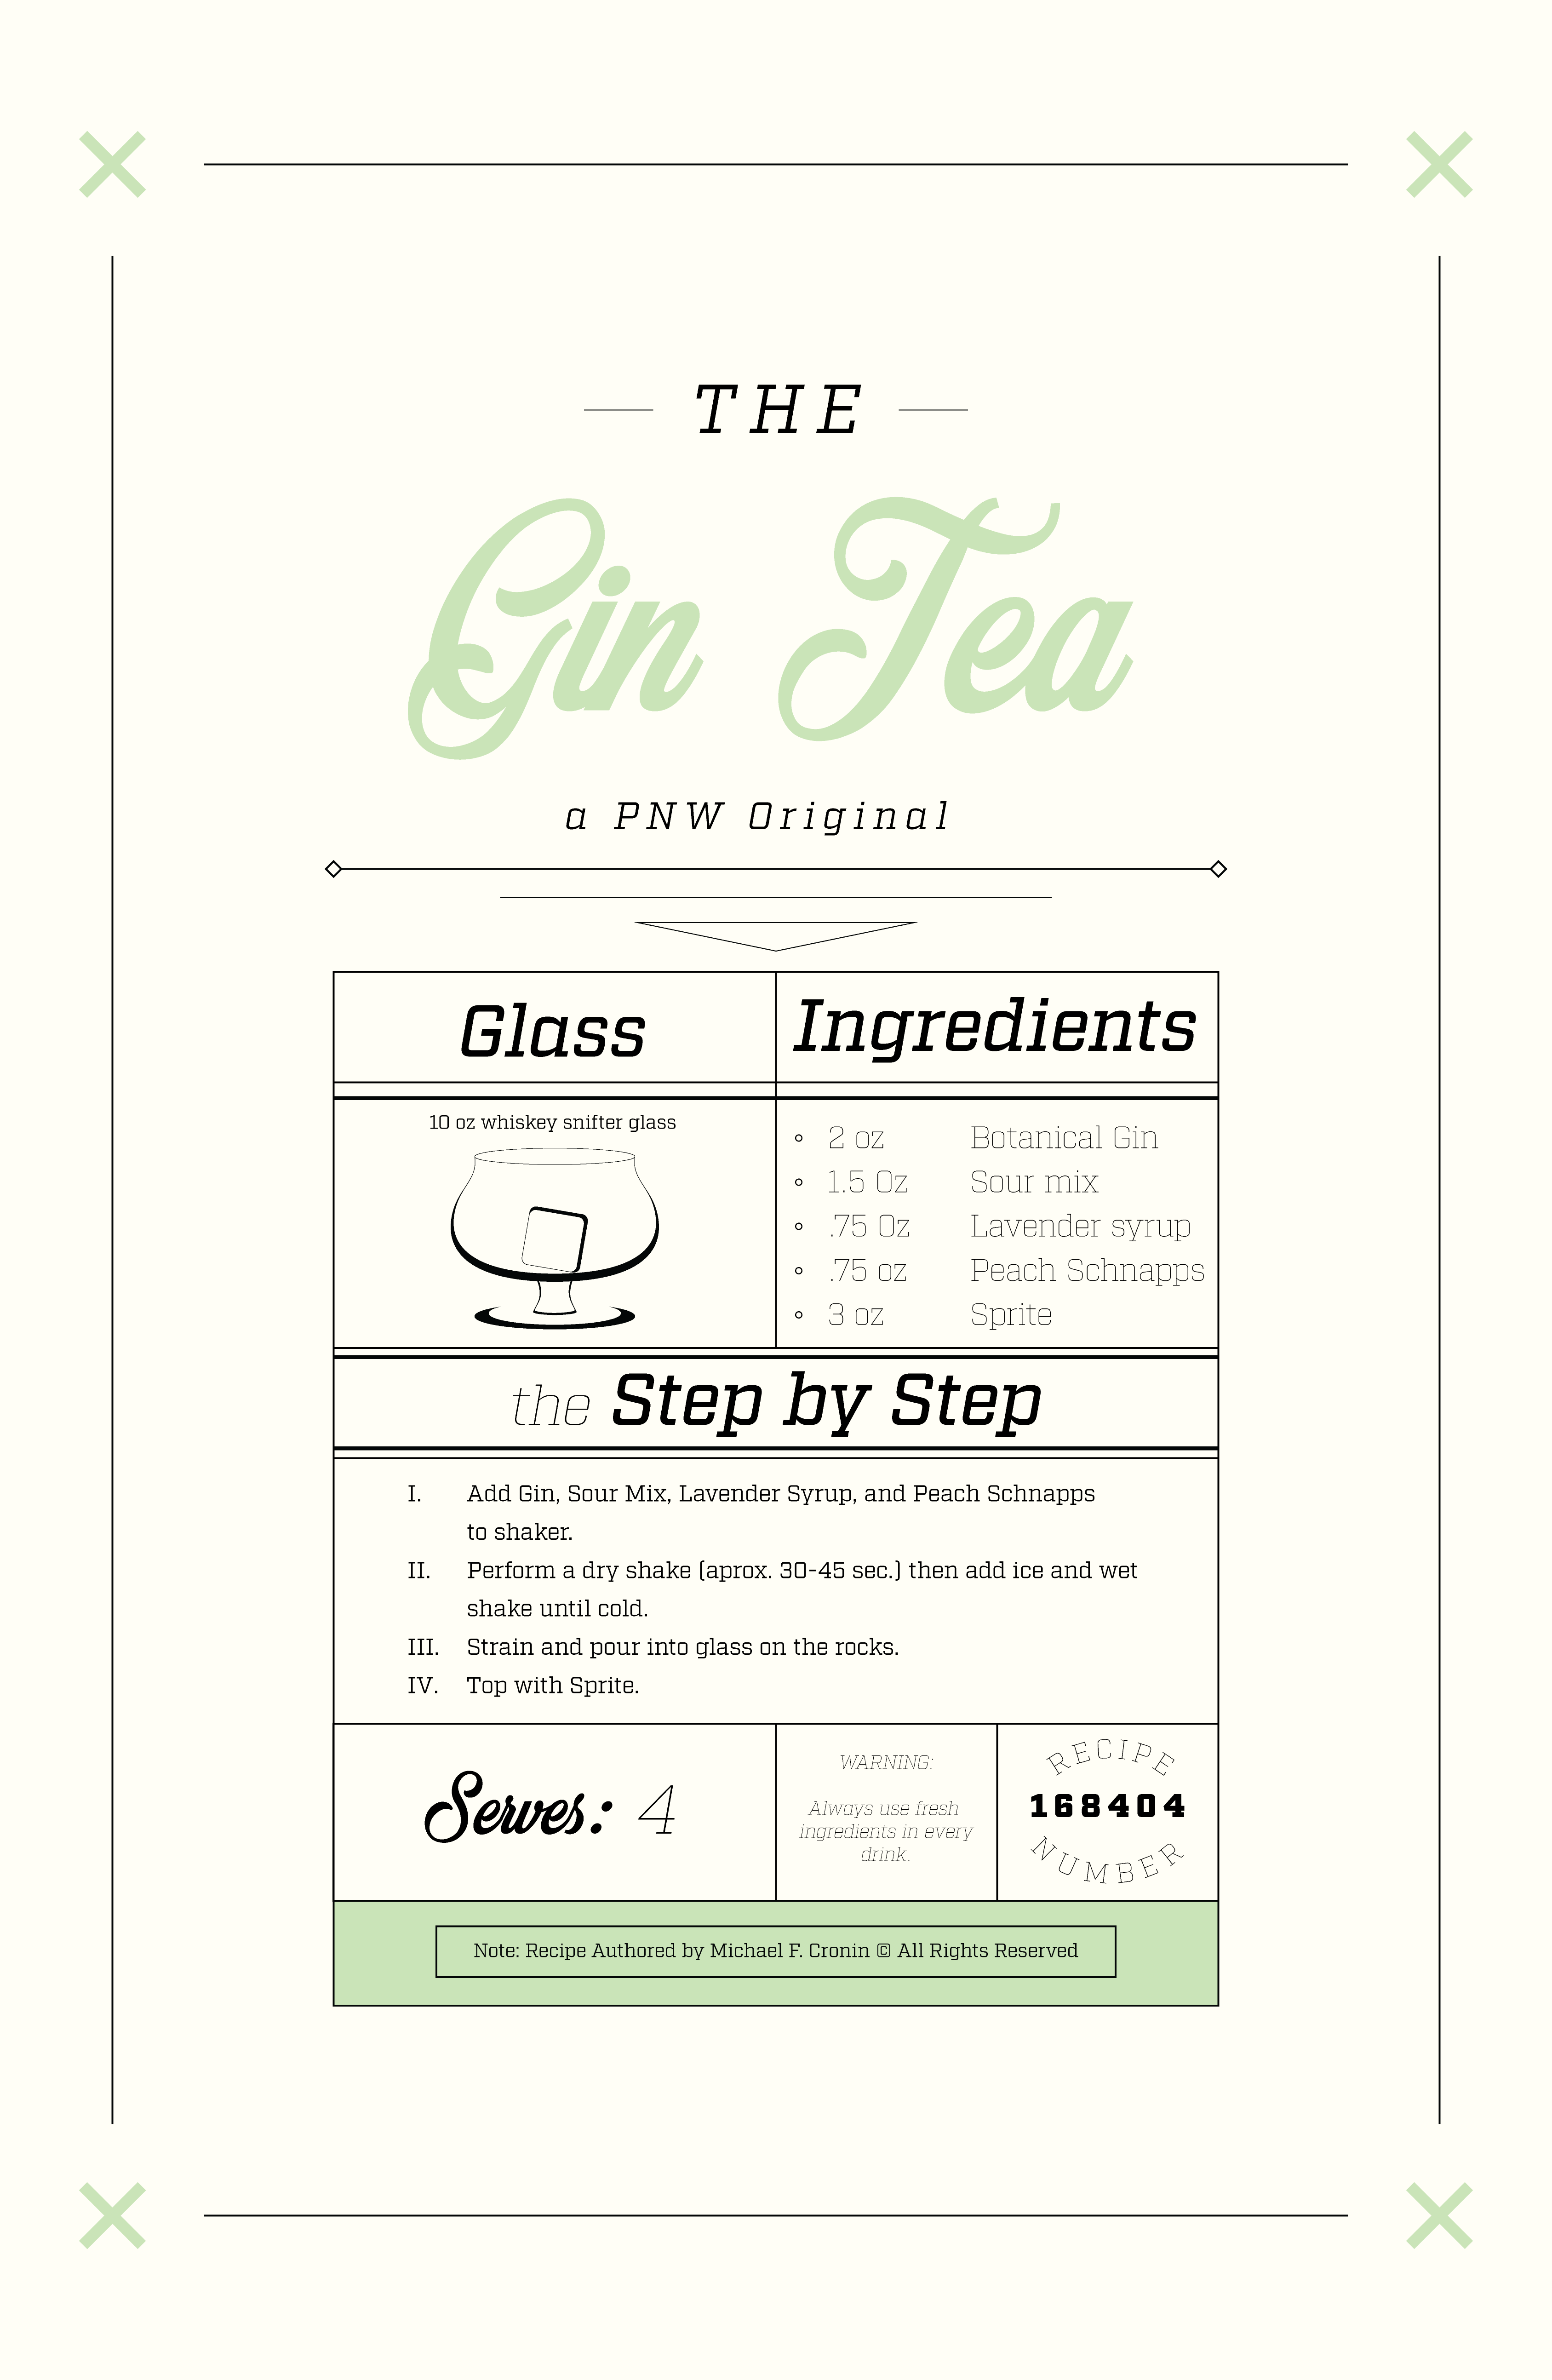 THE
Gin Tea
a PNW Original
Glass
Ingredients
10 oz whiskey snifter glass
2 oz Botanical Gin
1.5 Oz Sour mix
.75 Oz Lavender syrup
.75 oz Peach Schnapps
3 oz Sprite
the Step by Step
I. Add Gin, Sour Mix, Lavender Syrup, and Peach Schnapps
to shaker.
II. Perform a dry shake (aprox. 30-45 sec.) then add ice and wet
shake until cold.
III. Strain and pour into glass on the rocks.
IV. Top with Sprite.
Serves: 4
WARNING:
Always use fresh
ingredients in every
drink.
RECIPE
168404
NUMBER
Note: Recipe Authored by Michael F. Cronin © All Rights Reserved